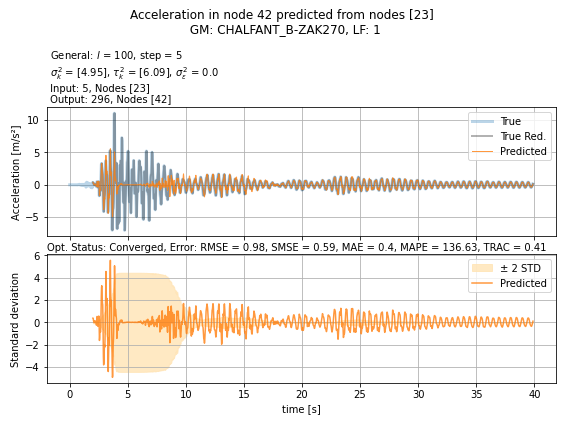 Acceleration in node 42 predicted from nodes [23]
GM: CHALFANT_B-ZAK270, LF: 1
General: l = 100, step = 5
σ²ₖ = [4.95], τ²ₖ = [6.09], σ²ε = 0.0
Input: 5, Nodes [23]
Output: 296, Nodes [42]
Acceleration [m/s²]
10
5
0
−5
True
True Red.
Predicted
Opt. Status: Converged, Error: RMSE = 0.98, SMSE = 0.59, MAE = 0.4, MAPE = 136.63, TRAC = 0.41
Standard deviation
6
4
2
0
−2
−4
± 2 STD
Predicted
0 5 10 15 20 25 30 35 40
time [s]